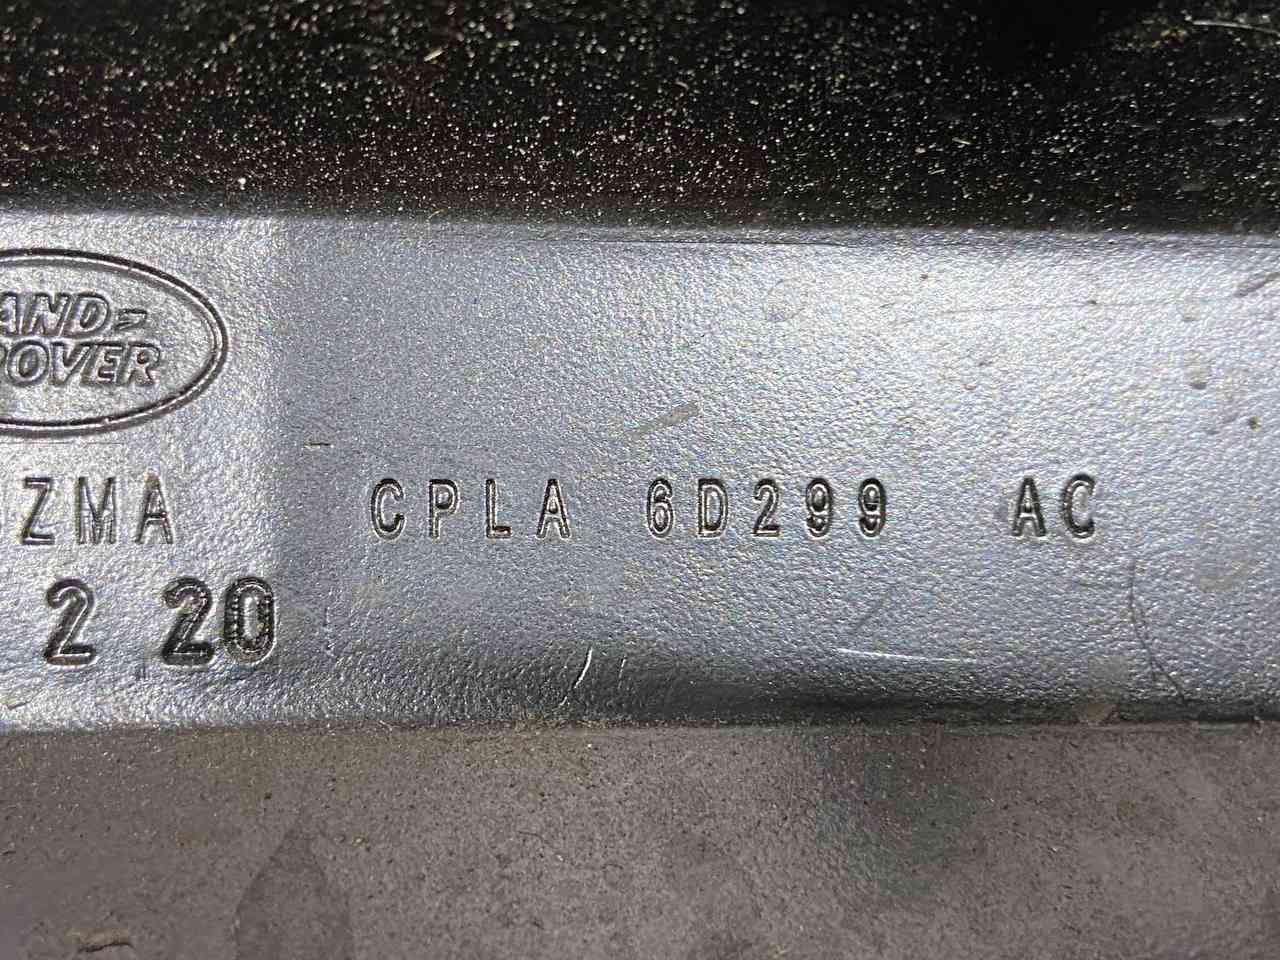 LAND
ROVER
ZMA CPLA 6D299 AC
2 20